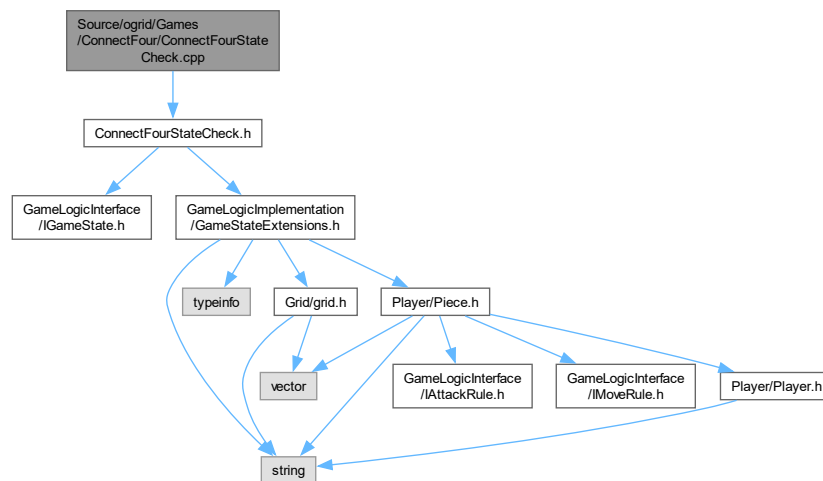 Source/ogrid/Games
/ConnectFour/ConnectFourState
Check.cpp
ConnectFourStateCheck.h
GameLogicInterface
/IGameState.h
GameLogicImplementation
/GameStateExtensions.h
typeinfo
Grid/grid.h
Player/Piece.h
vector
GameLogicInterface
/IAttackRule.h
GameLogicInterface
/IMoveRule.h
Player/Player.h
string